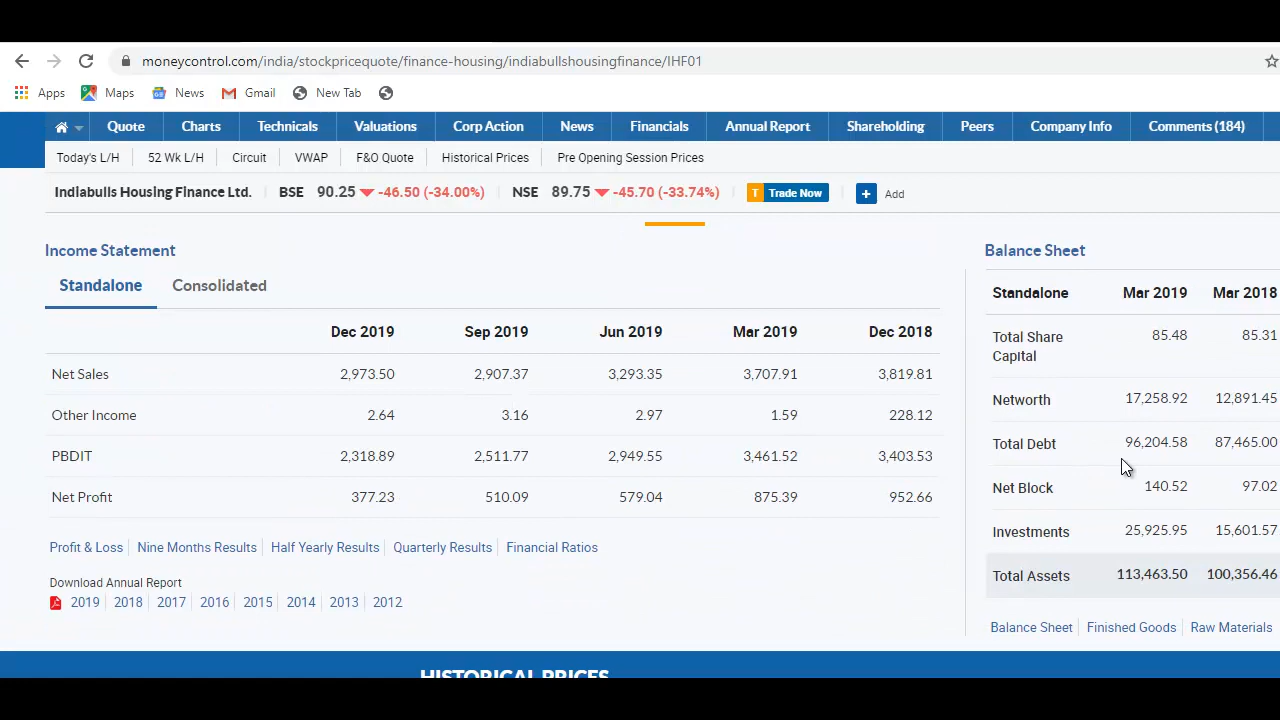 moneycontrol.com/india/stockpricequote/finance-housing/indiabullshousingfinance/IHF01
Apps Maps News Gmail New Tab
Quote Charts Technicals Valuations Corp Action News Financials Annual Report Shareholding Peers Company Info Comments (184)
Today's L/H 52 Wk L/H Circuit VWAP F&O Quote Historical Prices Pre Opening Session Prices
Indiabulls Housing Finance Ltd. BSE 90.25 -46.50 (-34.00%) NSE 89.75 -45.70 (-33.74%) T Trade Now + Add
Income Statement
Standalone Consolidated
Dec 2019 Sep 2019 Jun 2019 Mar 2019 Dec 2018
Net Sales 2,973.50 2,907.37 3,293.35 3,707.91 3,819.81
Other Income 2.64 3.16 2.97 1.59 228.12
PBDIT 2,318.89 2,511.77 2,949.55 3,461.52 3,403.53
Net Profit 377.23 510.09 579.04 875.39 952.66
Profit & Loss Nine Months Results Half Yearly Results Quarterly Results Financial Ratios
Download Annual Report
2019 2018 2017 2016 2015 2014 2013 2012
Balance Sheet
Standalone Mar 2019 Mar 2018
Total Share 85.48 85.31
Capital
Networth 17,258.92 12,891.45
Total Debt 96,204.58 87,465.00
Net Block 140.52 97.02
Investments 25,925.95 15,601.57
Total Assets 113,463.50 100,356.46
Balance Sheet Finished Goods Raw Materials
HISTORICAL PRICES